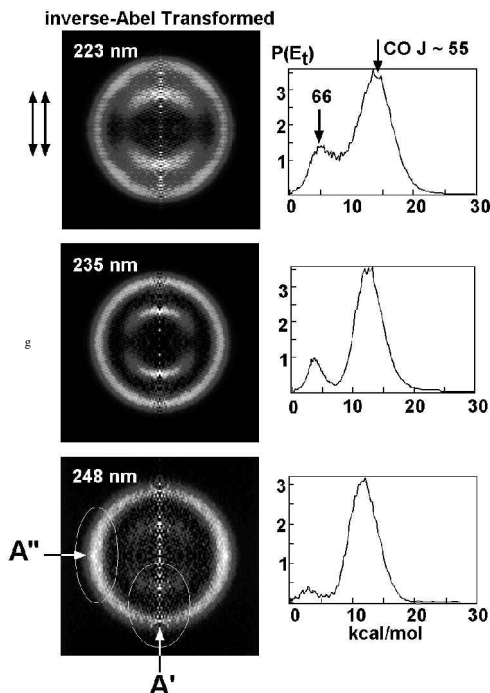 inverse-Abel Transformed
223 nm
P(Et)
CO J ~ 55
66
3
2
1
0 10 20 30
235 nm
3
2
1
0 10 20 30
g
248 nm
3
2
1
0 10 20 30
kcal/mol
A"
A'